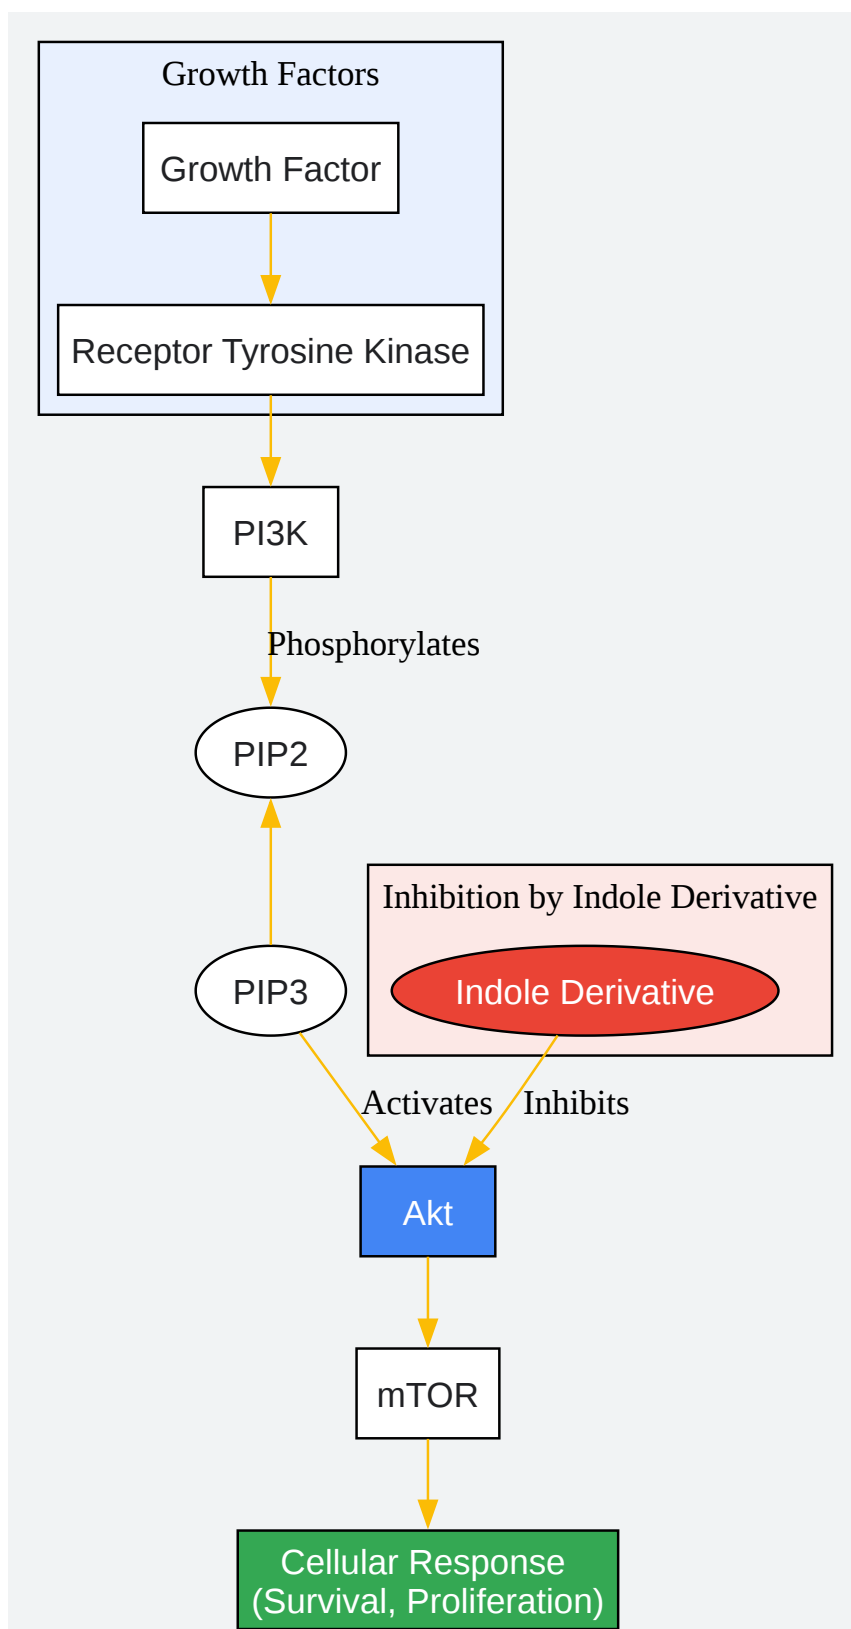 Growth Factors
Growth Factor
Receptor Tyrosine Kinase
PI3K
Phosphorylates
PIP2
Inhibition by Indole Derivative
PIP3
Indole Derivative
Activates
Inhibits
Akt
mTOR
Cellular Response
(Survival, Proliferation)